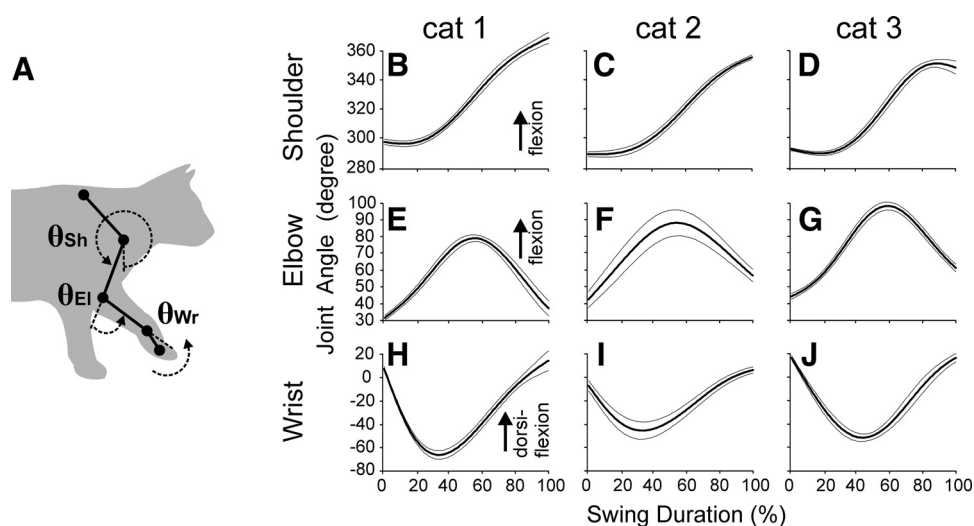 cat 1 cat 2 cat 3
A
B C D
Shoulder
360
340
320
300
280
flexion
θSh
θEl
θWr
Joint Angle (degree)
E F G
Elbow
100
90
80
70
60
50
40
30
flexion
H I J
Wrist
20
0
-20
-40
-60
-80
dorsi-
flexion
0 20 40 60 80 100 0 20 40 60 80 100 0 20 40 60 80 100
Swing Duration (%)